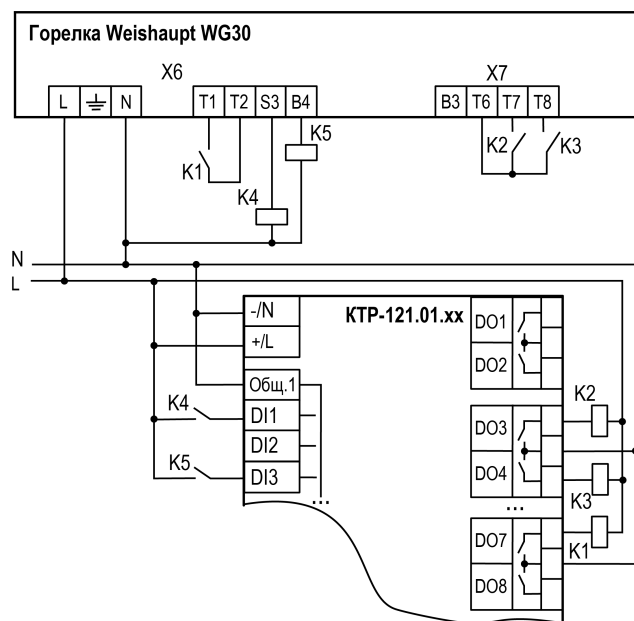 Горелка Weishaupt WG30
X6
X7
L N
T1 T2 S3 B4
B3 T6 T7 T8
K5
K1
K2 K3
K4
N
L
-/N
КТР-121.01.хх
DO1
+/L
DO2
Общ.1
K2
K4
DI1
DO3
DI2
K5
DI3
DO4
...
K3
...
DO7
K1
DO8